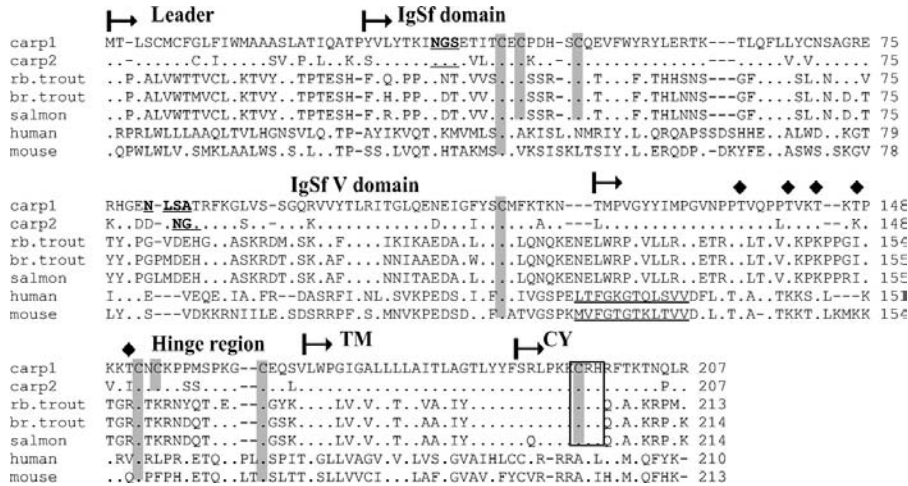 Leader IgSf domain
carp1 MT-LSCMCFGLFIWMAAASLATIQATPYVLYTKINGSETITCECPDH-SCQEVFWYRYLERTK---TLQFLLYCNSAGRE 75
carp2 ..-.....C.I.....SV.P.L..K.S...........VL...K......T.........---......V.V..... 75
rb.trout ..P.ALVWTTVCL.KTVY..TPTESH-F.Q.PP..NT.VVS...SSR--..T...F.THHSNS---GF...SL.N...V 75
br.trout ..P.ALVWTMVCL.KTVY..TPTESH-F.H.PP..DT.VVV...SSR-...T...F.THLNNS---GF...SL.N.D.T 75
salmon ..P.ALVWTTVCL.KTVY..TPTESH-F.R.PP..DT.VVV...SSR-...T...F.THLNNS---GF...SL.N.D.T 75
human .RPRLWLLLAAQLTVLHGNSVLQ.TP-AYIKVQT.KMVMLS..AKISL.NMRIY.L.RQRAPSSDSHHE..ALWD..KGT 79
mouse .QPWLWLV.SMKLAALWS.S.L..TP-SS.LVQT.HTAKMS..VKSISKLTSIY.L.ERQDP.DKYFE..ASWS.SKGV 78
IgSf V domain
carp1 RHGEN-LSATRFKGLVS-SGQRVVYTLRITGLQENEIGFYSCMFKTKN---TMPVGYYIMPGVNPPTVQPPTVKT-KTP 148
carp2 K..DD.-NG.....S..-...K..........D..........L...---..L..........L........-... 148
rb.trout TY.PG-VDEHG..ASKRDM.SK.AF....IKIKAEDA.L...LQNQKENELWRP.VLLR..ETR..LT.V.KPKPPGI. 154
br.trout YY.PGPMDEH...ASKRDT.SK.AF....NNITAEDA.L...LQNQKENELWRP.VLLR..ETR..LT.V.KPKPPGI. 155
salmon YY.PGLMDEH...ASKRDT.SK.AF....NNIKAEDA.L...LQNQKENELWRP.VLLR..ETR..LT.L.KPKPPRI. 155
human I...E---VEQE.IA.FR--DASRFI.NL.SVKPEDS.I.F..IVGSPELTFGKGTQLSVVDFL.T.A.TKKS.L---K 151
mouse LY..S---VDKKRNIILE.SDSRRPF.S.MNVKPEDSD.F.ATVGSPKMVFGTGTKLTVVD.LT.A.TKKT.LKMKK 154
Hinge region TM CY
carp1 KKTCNCKPPMSPKG--CEQSVLWPGIGALLLLAITLAGTLYYFSRLPKKCRHRFTKTNQLR 207
carp2 V.I.......SS...--...L........................................P.. 207
rb.trout TGR.TKRNYQT.E.---.GYK...LV.V..T..VA.IY............Q.A.KRPM. 213
br.trout TGR.TKRNDQT...---.GSK...LV.V..T..AA.IY............Q.A.KRP.K 214
salmon TGR.TKRNDQT...---.GSK...LV.V..T..AA.IY......Q.....Q.A.KRP.K 214
human .RV.RLPR.ETQ..PL.SPIT.GLLVAGV.V.LVS.GVAIHLCC.R-RRA.L..M.QFYK- 210
mouse ..Q.PFPH.ETQ..LT.SLTT.SLLVVCI..LAF.GVAV.FYCVR-RRA.IH.M.QFHK- 213